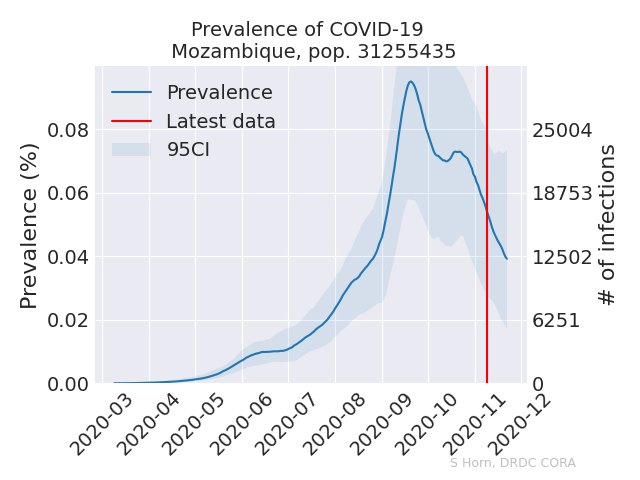 Prevalence of COVID-19
Mozambique, pop. 31255435
Prevalence
Latest data
95CI
Prevalence (%)
0.08
0.06
0.04
0.02
0.00
25004
18753
12502
6251
0
# of infections
2020-03
2020-04
2020-05
2020-06
2020-07
2020-08
2020-09
2020-10
2020-11
2020-12
S Horn, DRDC CORA